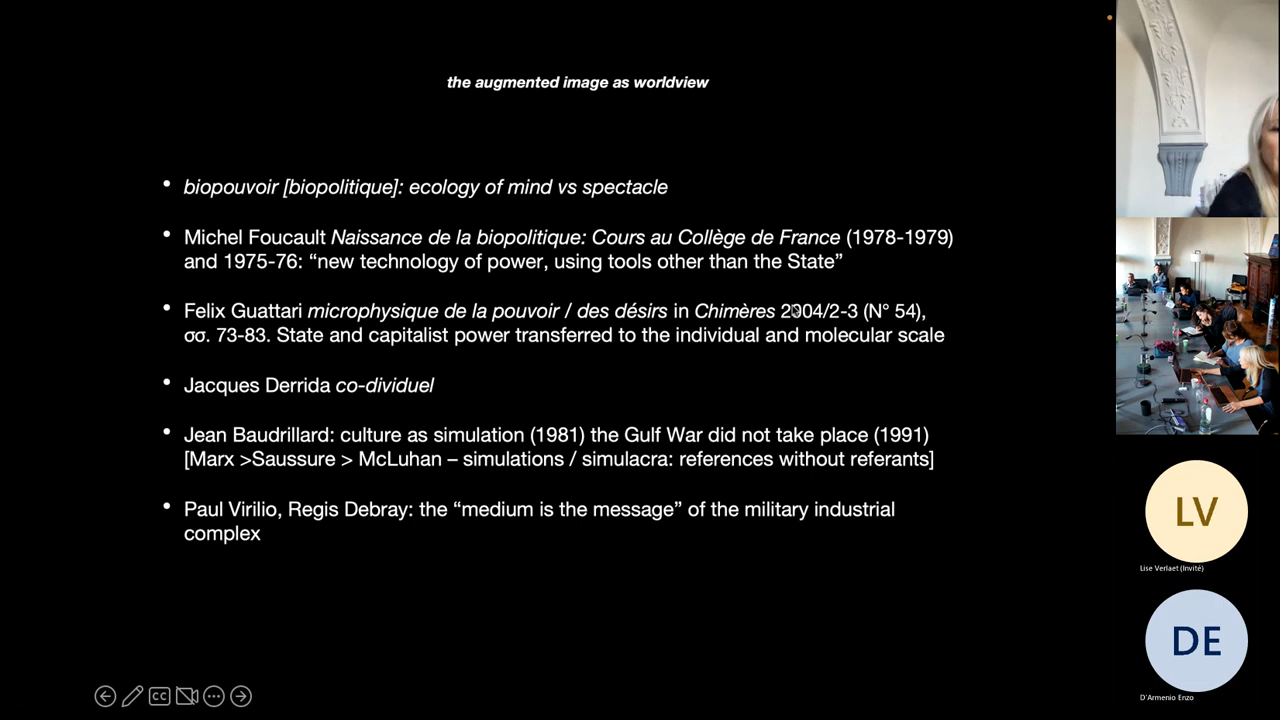 the augmented image as worldview
• biopouvoir [biopolitique]: ecology of mind vs spectacle
• Michel Foucault Naissance de la biopolitique: Cours au Collège de France (1978-1979)
and 1975-76: “new technology of power, using tools other than the State”
• Felix Guattari microphysique de la pouvoir / des désirs in Chimères 2004/2-3 (N° 54),
σσ. 73-83. State and capitalist power transferred to the individual and molecular scale
• Jacques Derrida co-dividuel
• Jean Baudrillard: culture as simulation (1981) the Gulf War did not take place (1991)
[Marx >Saussure > McLuhan – simulations / simulacra: references without referants]
• Paul Virilio, Regis Debray: the “medium is the message” of the military industrial
complex
CC
LV
Lise Verlaet (Invité)
DE
D'Armenio Enzo